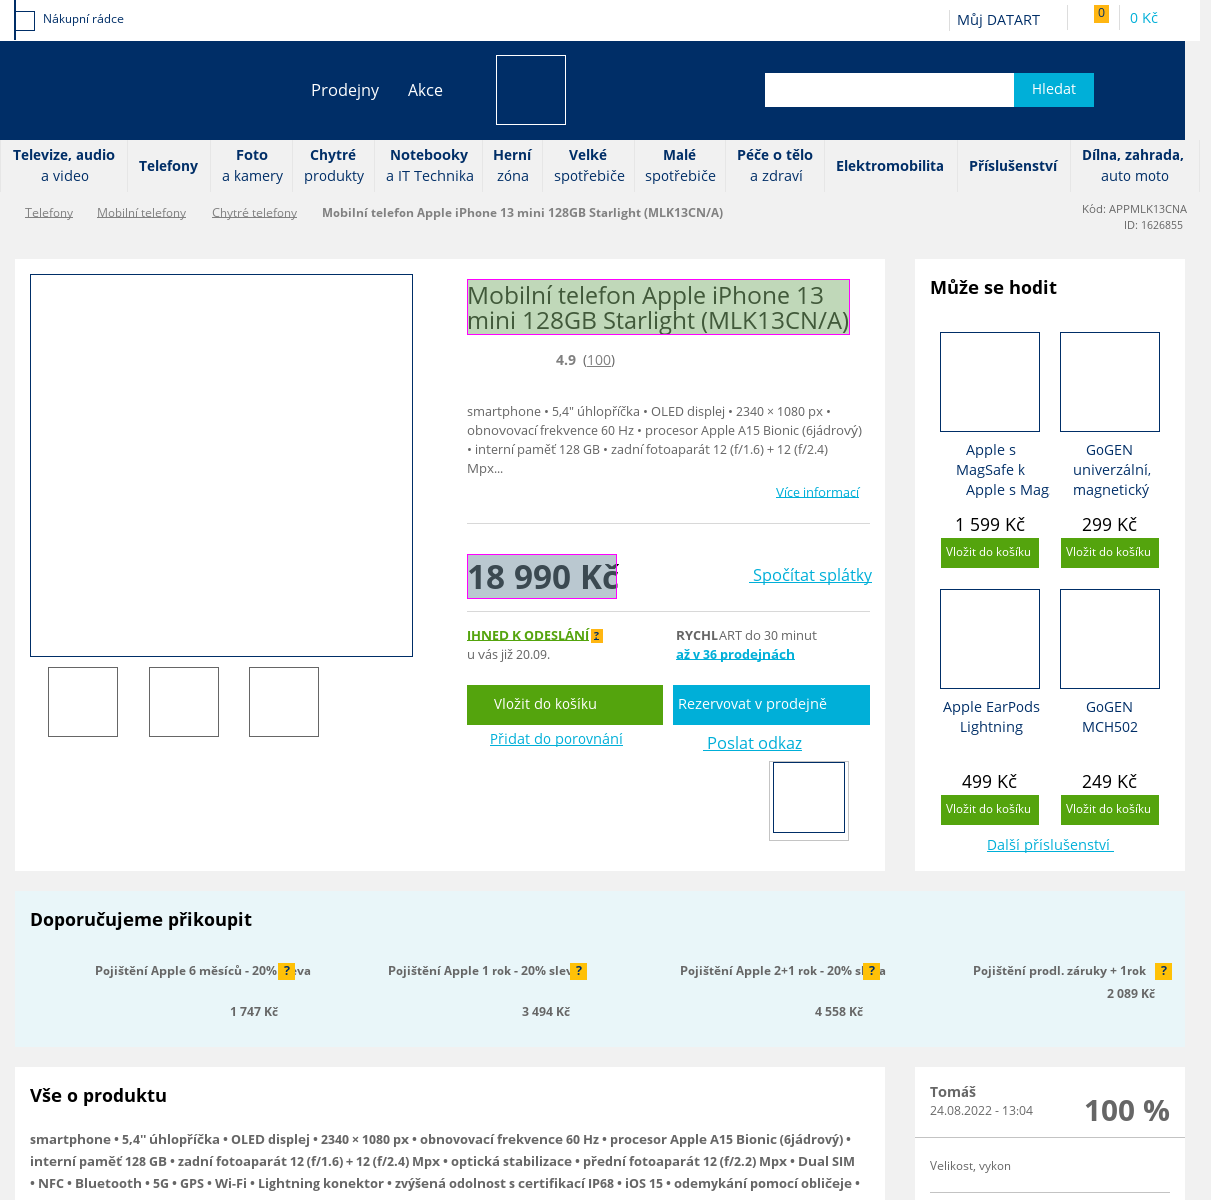 Nákupní rádce
Můj DATART
0
0 Kč
Prodejny
Akce
Hledat
Televize, audio
a video
Telefony
Foto
a kamery
Chytré
produkty
Notebooky
a IT Technika
Herní
zóna
Velké
spotřebiče
Malé
spotřebiče
Péče o tělo
a zdraví
Elektromobilita
Příslušenství
Dílna, zahrada,
auto moto
Telefony
Mobilní telefony
Chytré telefony
Mobilní telefon Apple iPhone 13 mini 128GB Starlight (MLK13CN/A)
Kód: APPMLK13CNA
ID: 1626855
Mobilní telefon Apple iPhone 13
mini 128GB Starlight (MLK13CN/A)
4.9 (100)
smartphone • 5,4" úhlopříčka • OLED displej • 2340 × 1080 px •
obnovovací frekvence 60 Hz • procesor Apple A15 Bionic (6jádrový)
• interní paměť 128 GB • zadní fotoaparát 12 (f/1.6) + 12 (f/2.4)
Mpx...
Více informací
18 990 Kč
Spočítat splátky
IHNED K ODESLÁNÍ ?
u vás již 20.09.
RYCHLART do 30 minut
až v 36 prodejnách
Vložit do košíku
Rezervovat v prodejně
Přidat do porovnání
Poslat odkaz
Může se hodit
Apple s
MagSafe k
Apple s Mag
1 599 Kč
Vložit do košíku
GoGEN
univerzální,
magnetický
299 Kč
Vložit do košíku
Apple EarPods
Lightning
499 Kč
Vložit do košíku
GoGEN
MCH502
249 Kč
Vložit do košíku
Další příslušenství
Doporučujeme přikoupit
Pojištění Apple 6 měsíců - 20% ?eva
1 747 Kč
Pojištění Apple 1 rok - 20% slev ?
3 494 Kč
Pojištění Apple 2+1 rok - 20% s ? a
4 558 Kč
Pojištění prodl. záruky + 1rok ?
2 089 Kč
Vše o produktu
smartphone • 5,4'' úhlopříčka • OLED displej • 2340 × 1080 px • obnovovací frekvence 60 Hz • procesor Apple A15 Bionic (6jádrový) •
interní paměť 128 GB • zadní fotoaparát 12 (f/1.6) + 12 (f/2.4) Mpx • optická stabilizace • přední fotoaparát 12 (f/2.2) Mpx • Dual SIM
• NFC • Bluetooth • 5G • GPS • Wi-Fi • Lightning konektor • zvýšená odolnost s certifikací IP68 • iOS 15 • odemykání pomocí obličeje •
Tomáš
24.08.2022 - 13:04
100 %
Velikost, vykon